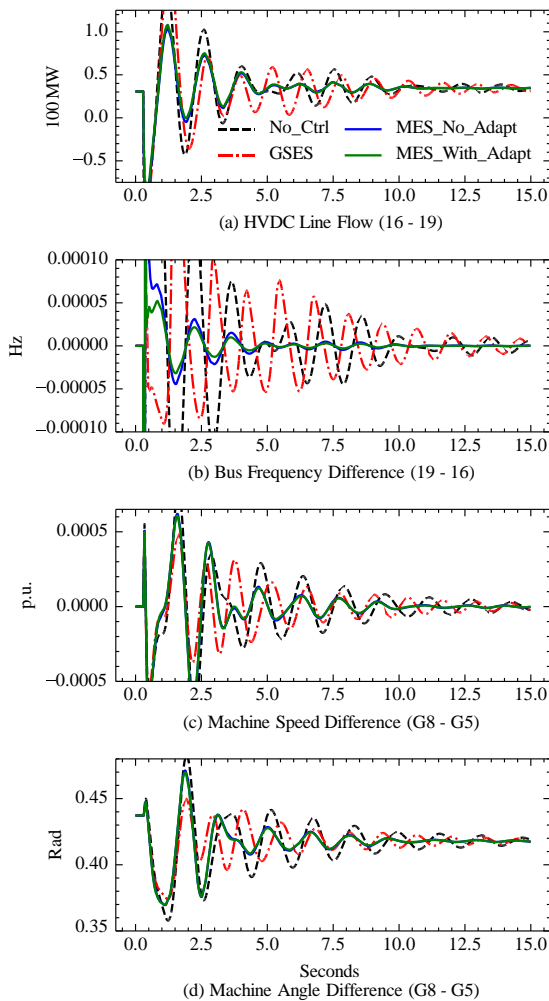 1.0
0.5
0.0
−0.5
100 MW
No_Ctrl
GSES
MES_No_Adapt
MES_With_Adapt
0.0 2.5 5.0 7.5 10.0 12.5 15.0
(a) HVDC Line Flow (16 - 19)
0.00010
0.00005
0.00000
−0.00005
−0.00010
Hz
0.0 2.5 5.0 7.5 10.0 12.5 15.0
(b) Bus Frequency Difference (19 - 16)
0.0005
0.0000
−0.0005
p.u.
0.0 2.5 5.0 7.5 10.0 12.5 15.0
(c) Machine Speed Difference (G8 - G5)
0.45
0.40
0.35
Rad
0.0 2.5 5.0 7.5 10.0 12.5 15.0
Seconds
(d) Machine Angle Difference (G8 - G5)